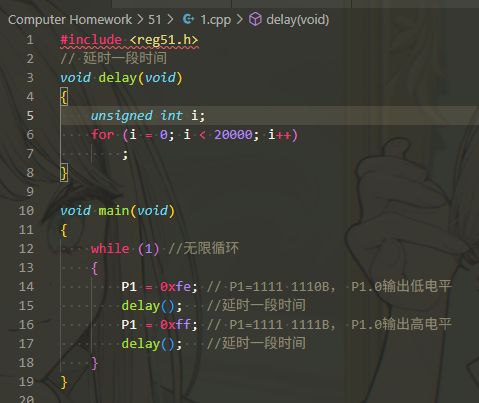 Computer Homework > 51 > 1.cpp > delay(void)
1 #include <reg51.h>
2 // 延时一段时间
3 void delay(void)
4 {
5 unsigned int i;
6 for (i = 0; i < 20000; i++)
7 ;
8 }
9
10 void main(void)
11 {
12 while (1) //无限循环
13 {
14 P1 = 0xfe; // P1=1111 1110B, P1.0输出低电平
15 delay(); //延时一段时间
16 P1 = 0xff; // P1=1111 1111B, P1.0输出高电平
17 delay(); //延时一段时间
18 }
19 }
20